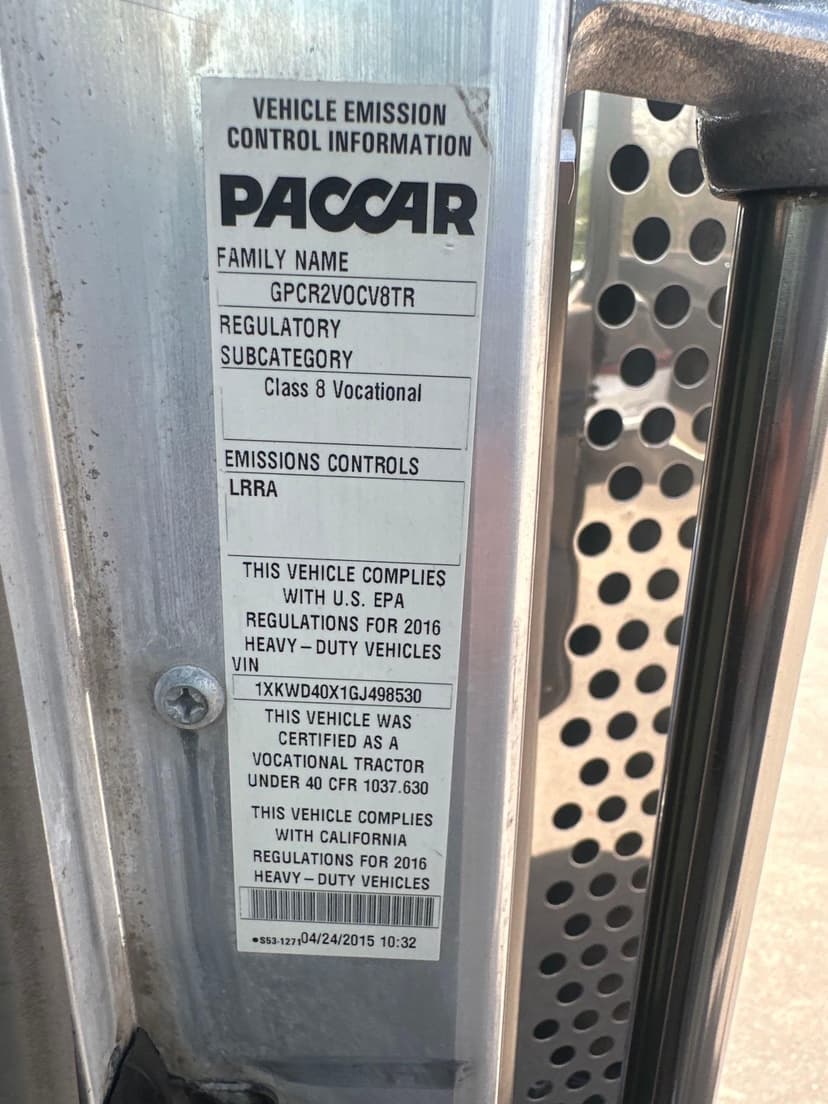 VEHICLE EMISSION
CONTROL INFORMATION
PACCAR
FAMILY NAME
GPCR2VOCV8TR
REGULATORY
SUBCATEGORY
Class 8 Vocational
EMISSIONS CONTROLS
LRRA
THIS VEHICLE COMPLIES
WITH U.S. EPA
REGULATIONS FOR 2016
HEAVY-DUTY VEHICLES
VIN
1XKWD40X1GJ498530
THIS VEHICLE WAS
CERTIFIED AS A
VOCATIONAL TRACTOR
UNDER 40 CFR 1037.630
THIS VEHICLE COMPLIES
WITH CALIFORNIA
REGULATIONS FOR 2016
HEAVY-DUTY VEHICLES
•S53-1271 04/24/2015 10:32